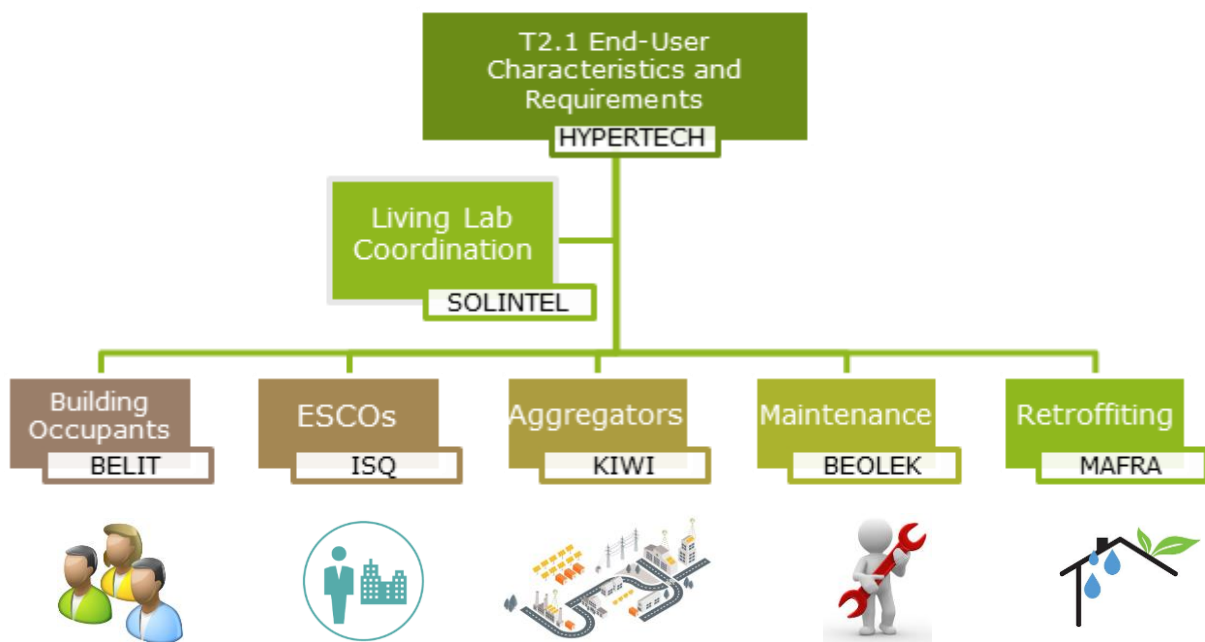 T2.1 End-User
Characteristics and
Requirements
HYPERTECH
Living Lab
Coordination
SOLINTEL
Building
Occupants
BELIT
ESCOs
ISQ
Aggregators
KIWI
Maintenance
BEOLEK
Retroffiting
MAFRA